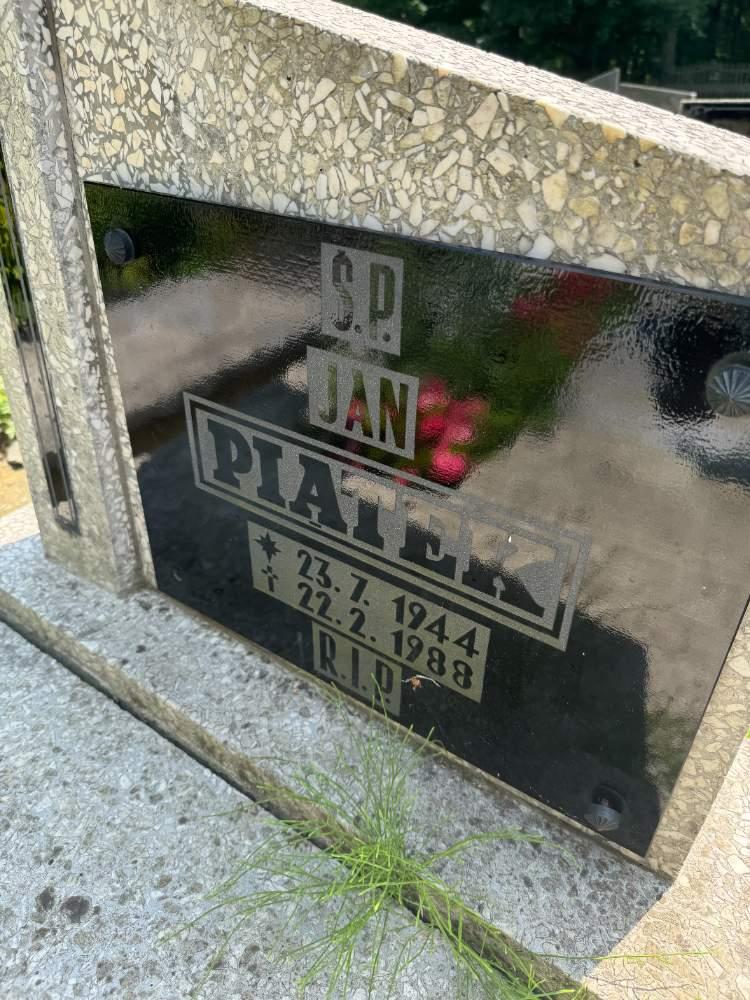 Ś.P.
JAN
PIĄTEK
* 23.7. 1944
† 22.2. 1988
R.I.P